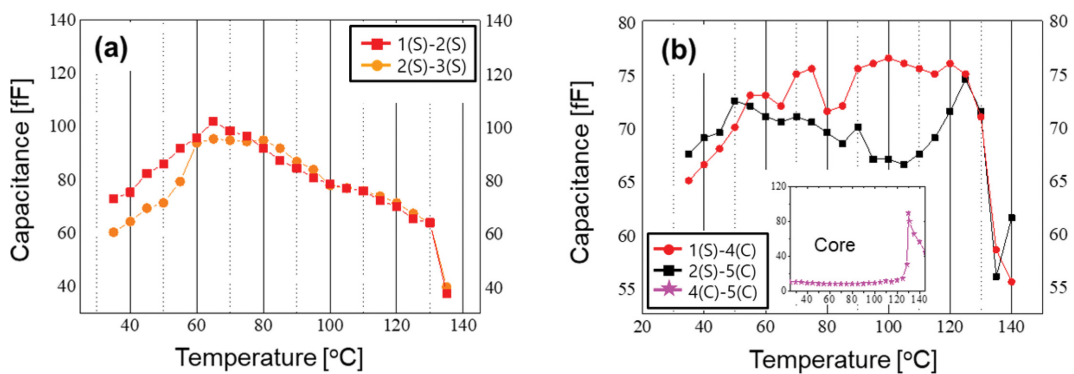 (a)
Capacitance [fF]
140
120
100
80
60
40
1(S)-2(S)
2(S)-3(S)
140
120
100
80
60
40
40 60 80 100 120 140
Temperature [°C]
(b)
Capacitance [fF]
80
75
70
65
60
55
80
75
70
65
60
55
1(S)-4(C)
2(S)-5(C)
4(C)-5(C)
Core
120
80
40
0
40 60 80 100 120 140
20 40 60 80 100 120 140
Temperature [°C]